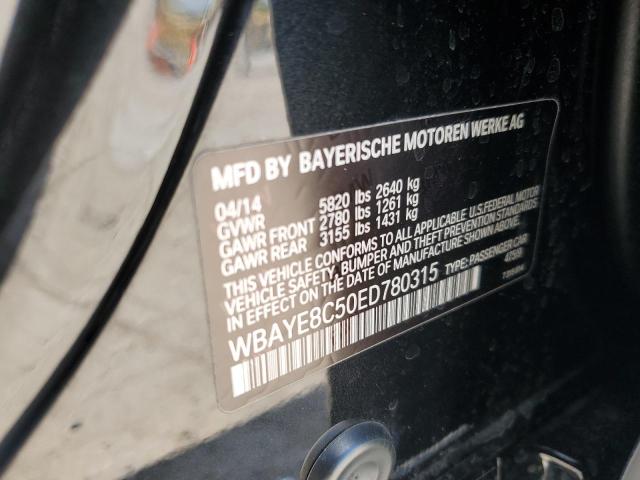 MFD BY BAYERISCHE MOTOREN WERKE AG
04/14
GVWR 5820 lbs 2640 kg
GAWR FRONT 2780 lbs 1261 kg
GAWR REAR 3155 lbs 1431 kg
THIS VEHICLE CONFORMS TO ALL APPLICABLE U.S. FEDERAL MOTOR
VEHICLE SAFETY, BUMPER AND THEFT PREVENTION STANDARDS
IN EFFECT ON THE DATE OF MANUFACTURE SHOWN ABOVE.
WBAYE8C50ED780315 TYPE: PASSENGER CAR